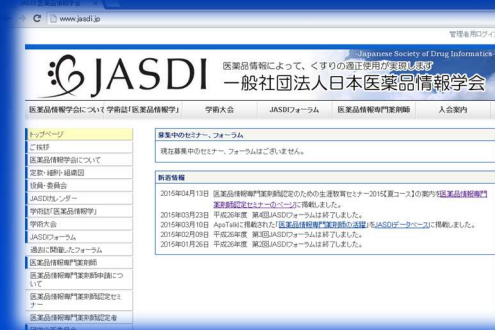 www.jasdi.jp
管理者用ログイ
JASDI
-Japanese Society of Drug Informatics-
医薬品情報によって、くすりの適正使用が実現します
一般社団法人日本医薬品情報学会
医薬品情報学会について 学術誌「医薬品情報学」 学術大会 JASDIフォーラム 医薬品情報専門薬剤師 入会案内
トップページ
ご挨拶
医薬品情報学会について
定款・細則・組織図
役員・委員会
JASDIカレンダー
学術誌「医薬品情報学」
学術大会
JASDIフォーラム
過去に開催したフォーラム
医薬品情報専門薬剤師
医薬品情報専門薬剤師申請について
医薬品情報専門薬剤師認定セミナー
医薬品情報専門薬剤師認定者
募集中のセミナー、フォーラム
現在募集中のセミナー、フォーラムはございません。
新着情報
2015年04月13日 医薬品情報専門薬剤師認定のための生涯教育セミナー2015【夏コース】の案内を医薬品情報専門
薬剤師認定セミナーのページに掲載しました。
2015年03月23日 平成26年度 第4回JASDIフォーラムは終了しました。
2015年03月10日 ApoTalkに掲載された「医薬品情報専門薬剤師の活躍」をJASDIデータベースに掲載しました。
2015年02月09日 平成26年度 第3回JASDIフォーラムは終了しました。
2015年01月26日 平成26年度 第2回JASDIフォーラムは終了しました。